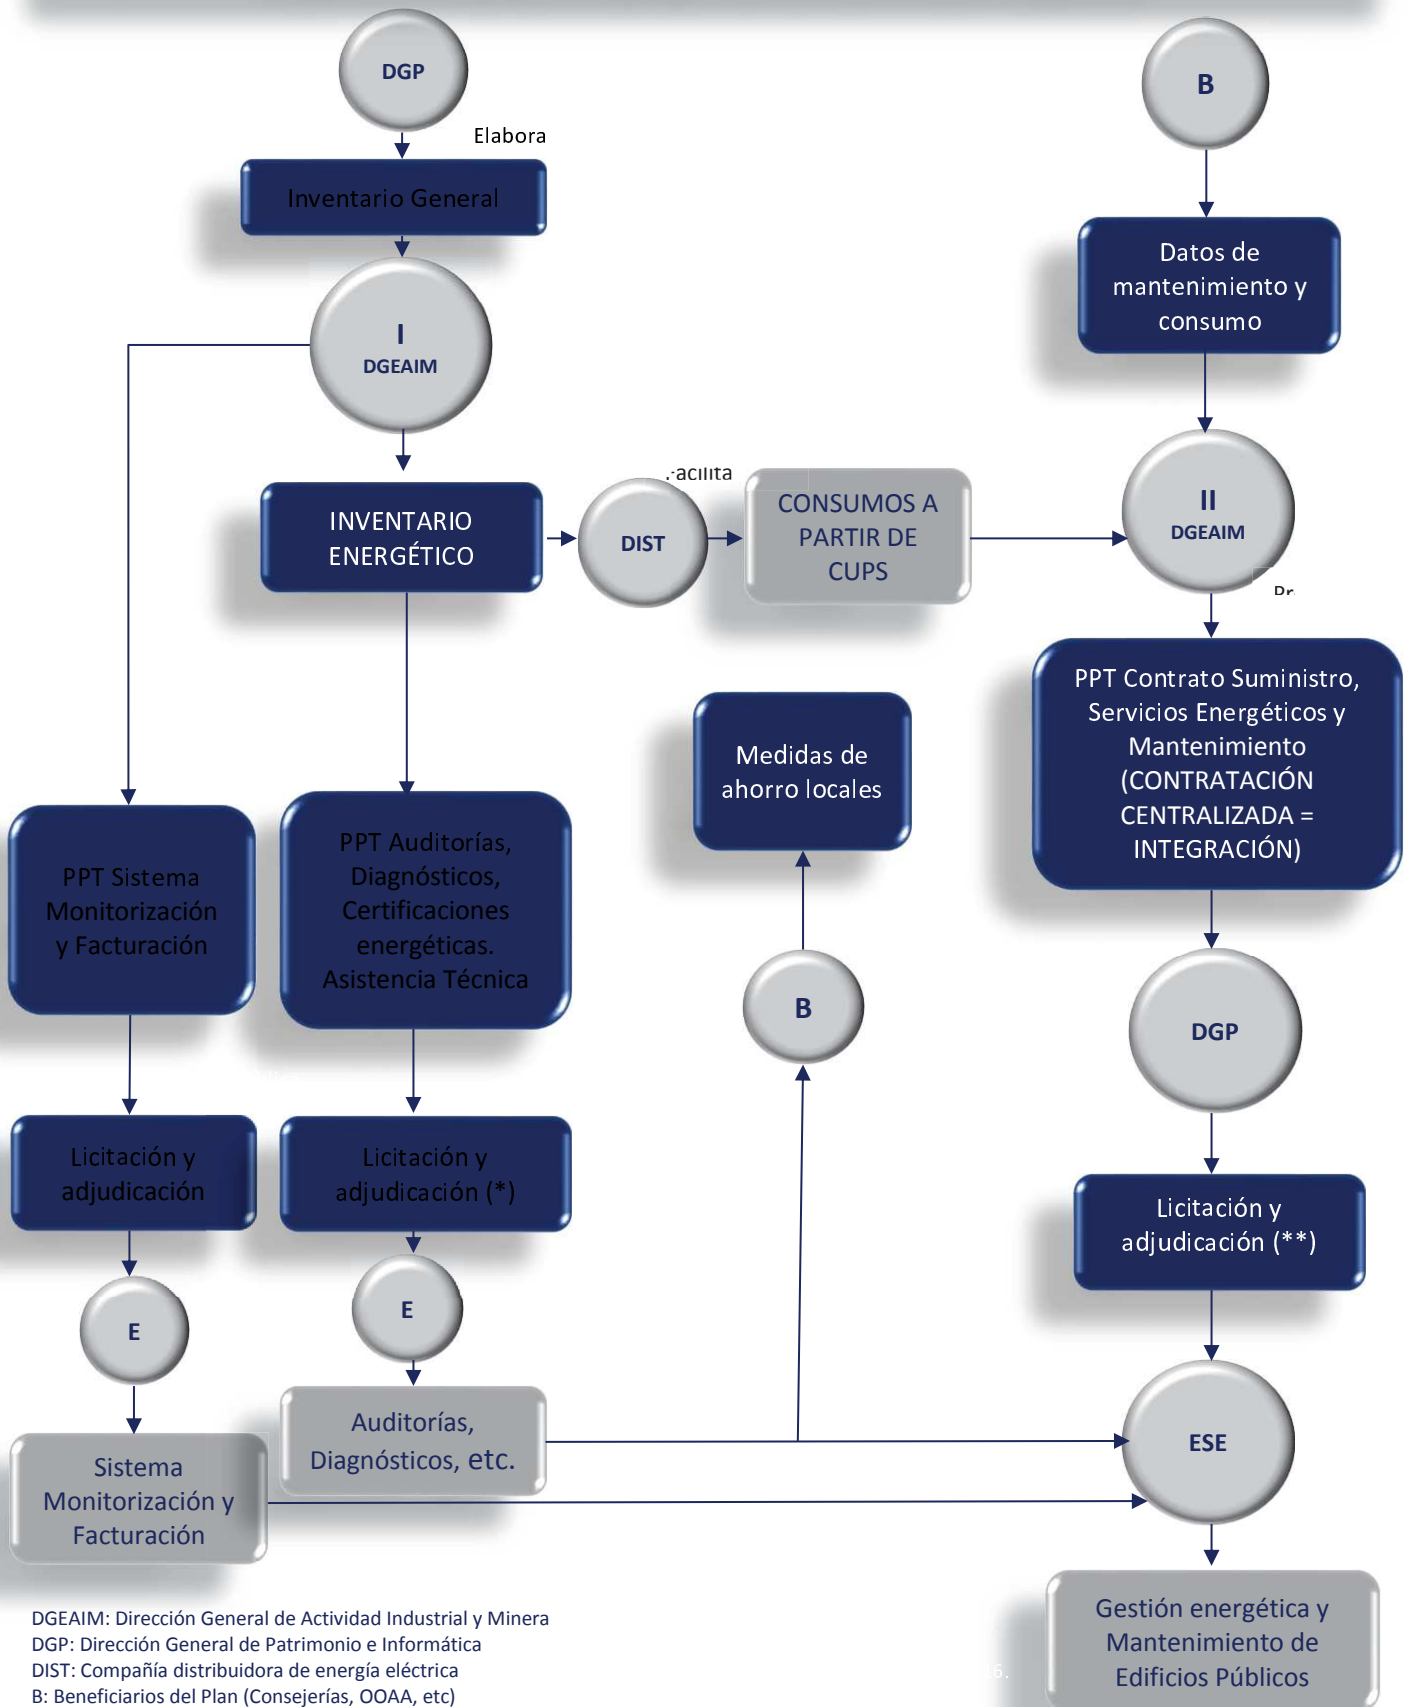 DGP
B
Elabora
Inventario General
Datos de
mantenimiento y
consumo
I
DGEAIM
INVENTARIO
ENERGÉTICO
DIST
CONSUMOS A
PARTIR DE
CUPS
II
DGEAIM
PPT Contrato Suministro,
Servicios Energéticos y
Mantenimiento
(CONTRATACIÓN
CENTRALIZADA =
INTEGRACIÓN)
Medidas de
ahorro locales
PPT Sistema
Monitorización
y Facturación
PPT Auditorías,
Diagnósticos,
Certificaciones
energéticas.
Asistencia Técnica
B
DGP
Licitación y
adjudicación
Licitación y
adjudicación (*)
Licitación y
adjudicación (**)
E
E
Auditorías,
Diagnósticos, etc.
ESE
Sistema
Monitorización y
Facturación
Gestión energética y
Mantenimiento de
Edificios Públicos
DGEAIM: Dirección General de Actividad Industrial y Minera
DGP: Dirección General de Patrimonio e Informática
DIST: Compañía distribuidora de energía eléctrica
B: Beneficiarios del Plan (Consejerías, OOAA, etc)